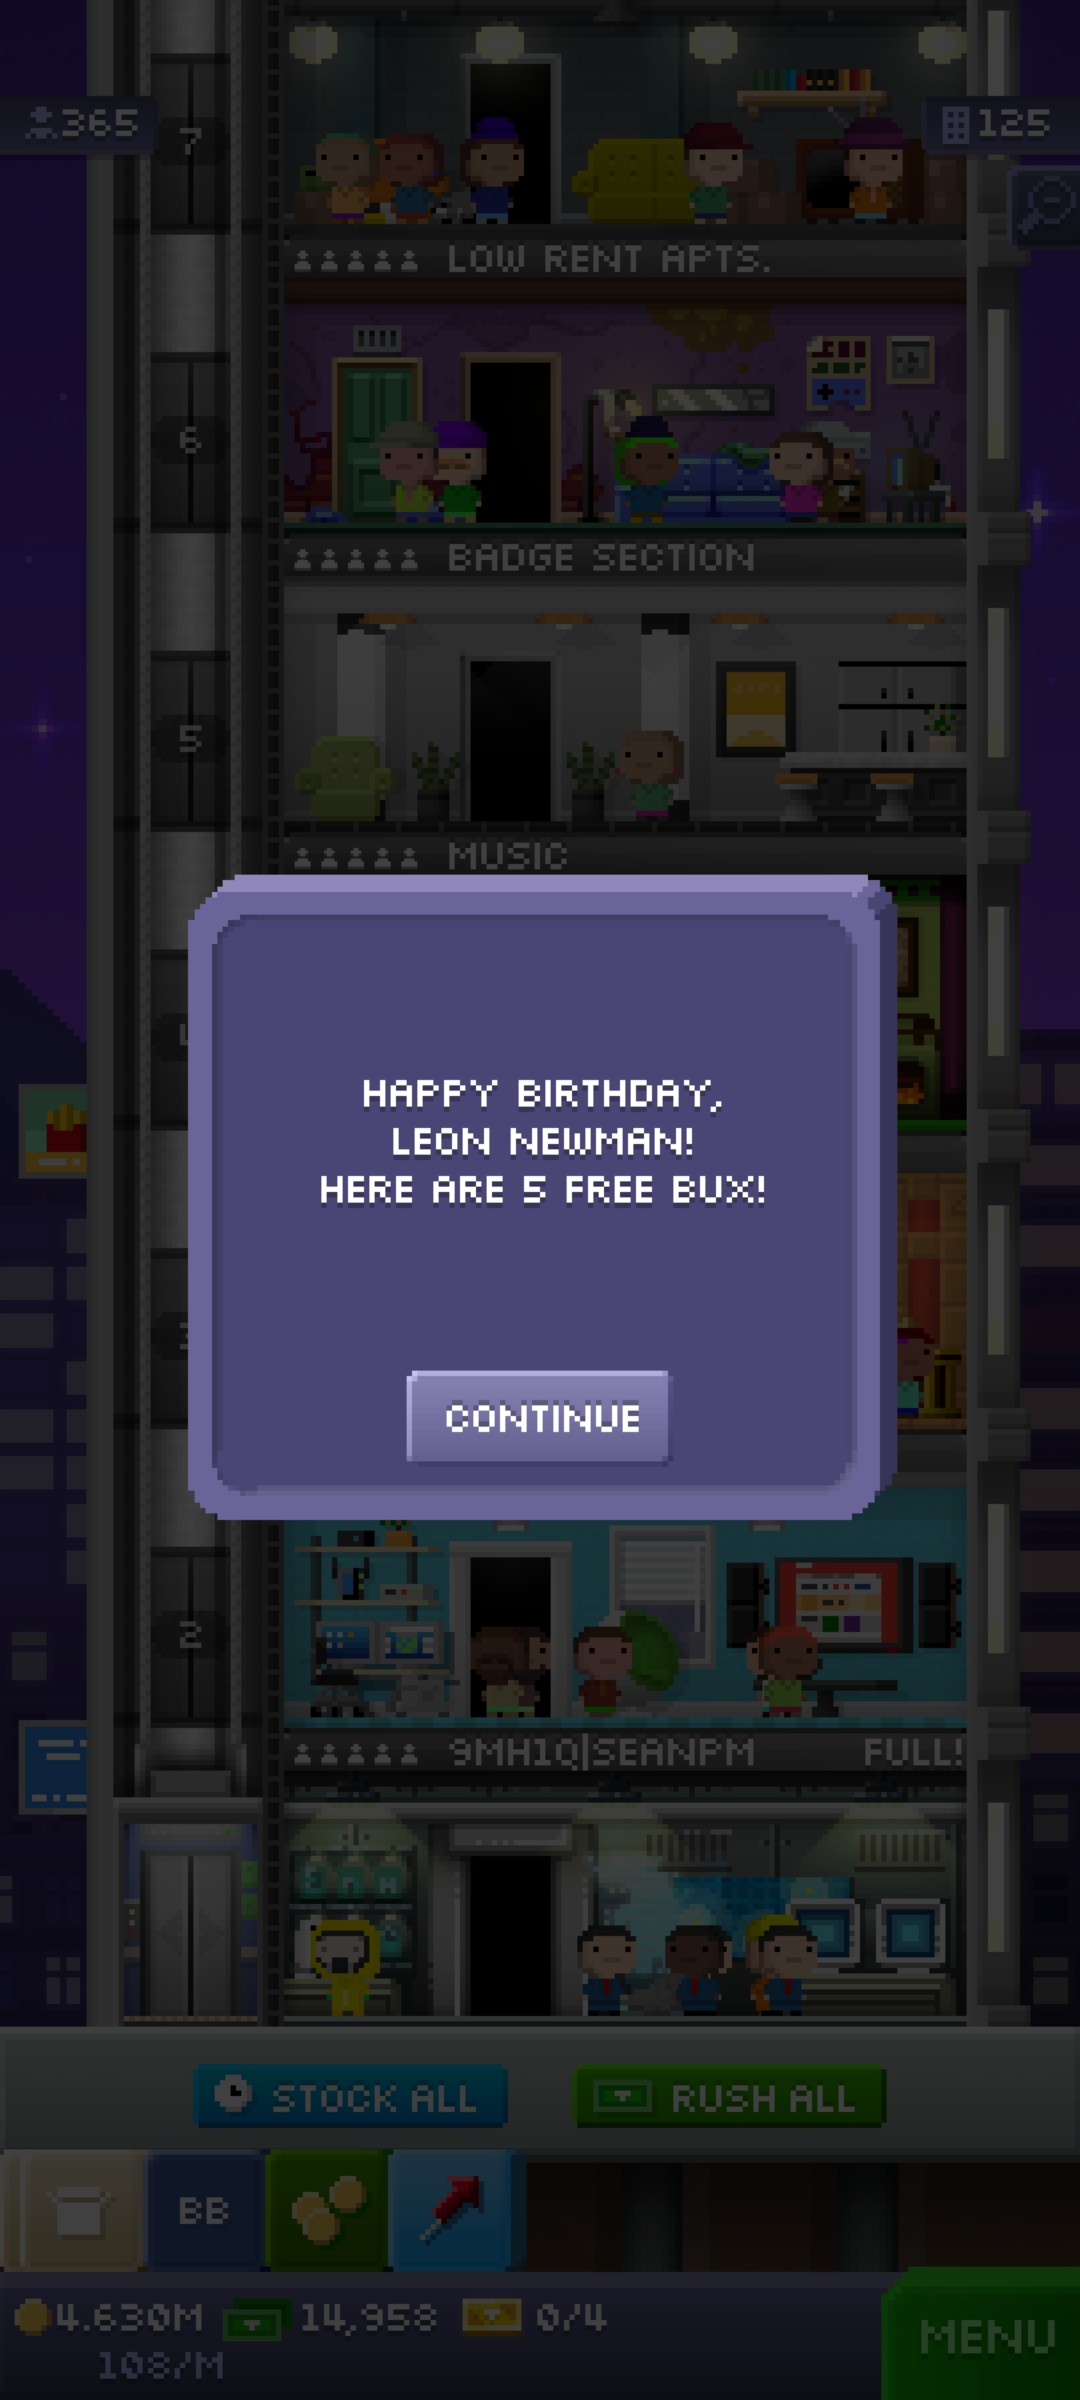 365
125
7
LOW RENT APTS.
6
BADGE SECTION
5
MUSIC
HAPPY BIRTHDAY,
LEON NEWMAN!
HERE ARE 5 FREE BUX!
CONTINUE
2
9MH1Q|SEANPM FULL!
STOCK ALL
RUSH ALL
BB
4.630M
14,958
0/4
108/M
MENU